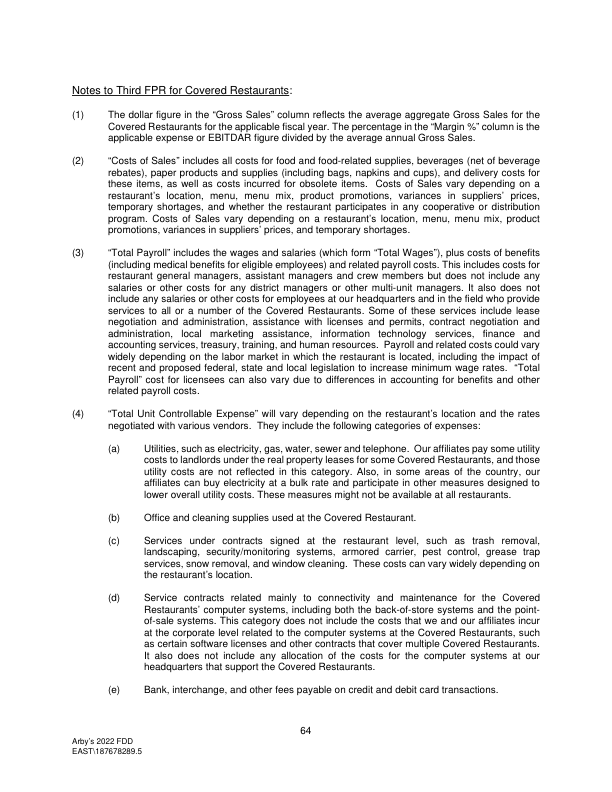 Notes to Third FPR for Covered Restaurants:
(1) The dollar figure in the “Gross Sales” column reflects the average aggregate Gross Sales for the
Covered Restaurants for the applicable fiscal year. The percentage in the “Margin %” column is the
applicable expense or EBITDAR figure divided by the average annual Gross Sales.
(2) “Costs of Sales” includes all costs for food and food-related supplies, beverages (net of beverage
rebates), paper products and supplies (including bags, napkins and cups), and delivery costs for
these items, as well as costs incurred for obsolete items. Costs of Sales vary depending on a
restaurant’s location, menu, menu mix, product promotions, variances in suppliers’ prices,
temporary shortages, and whether the restaurant participates in any cooperative or distribution
program. Costs of Sales vary depending on a restaurant’s location, menu, menu mix, product
promotions, variances in suppliers’ prices, and temporary shortages.
(3) “Total Payroll” includes the wages and salaries (which form “Total Wages”), plus costs of benefits
(including medical benefits for eligible employees) and related payroll costs. This includes costs for
restaurant general managers, assistant managers and crew members but does not include any
salaries or other costs for any district managers or other multi-unit managers. It also does not
include any salaries or other costs for employees at our headquarters and in the field who provide
services to all or a number of the Covered Restaurants. Some of these services include lease
negotiation and administration, assistance with licenses and permits, contract negotiation and
administration, local marketing assistance, information technology services, finance and
accounting services, treasury, training, and human resources. Payroll and related costs could vary
widely depending on the labor market in which the restaurant is located, including the impact of
recent and proposed federal, state and local legislation to increase minimum wage rates. “Total
Payroll” cost for licensees can also vary due to differences in accounting for benefits and other
related payroll costs.
(4) “Total Unit Controllable Expense” will vary depending on the restaurant’s location and the rates
negotiated with various vendors. They include the following categories of expenses:
(a) Utilities, such as electricity, gas, water, sewer and telephone. Our affiliates pay some utility
costs to landlords under the real property leases for some Covered Restaurants, and those
utility costs are not reflected in this category. Also, in some areas of the country, our
affiliates can buy electricity at a bulk rate and participate in other measures designed to
lower overall utility costs. These measures might not be available at all restaurants.
(b) Office and cleaning supplies used at the Covered Restaurant.
(c) Services under contracts signed at the restaurant level, such as trash removal,
landscaping, security/monitoring systems, armored carrier, pest control, grease trap
services, snow removal, and window cleaning. These costs can vary widely depending on
the restaurant’s location.
(d) Service contracts related mainly to connectivity and maintenance for the Covered
Restaurants’ computer systems, including both the back-of-store systems and the point-
of-sale systems. This category does not include the costs that we and our affiliates incur
at the corporate level related to the computer systems at the Covered Restaurants, such
as certain software licenses and other contracts that cover multiple Covered Restaurants.
It also does not include any allocation of the costs for the computer systems at our
headquarters that support the Covered Restaurants.
(e) Bank, interchange, and other fees payable on credit and debit card transactions.
64
Arby’s 2022 FDD
EAST\187678289.5